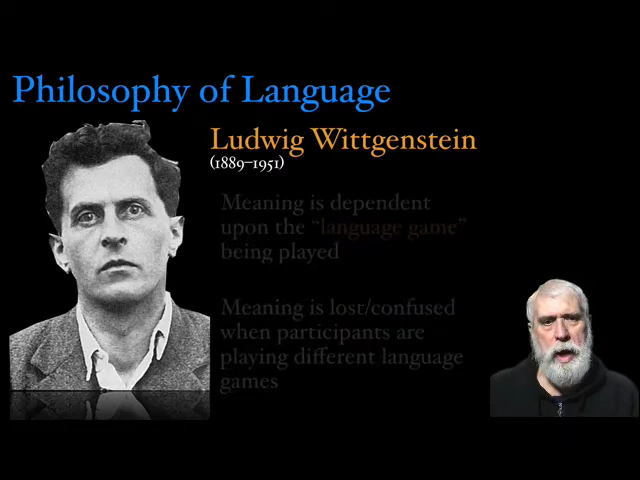 Philosophy of Language
Ludwig Wittgenstein
(1889–1951)
Meaning is dependent
upon the “language game”
being played
Meaning is lost/confused
when participants are
playing different language
games